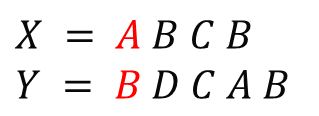 X = A B C B
Y = B D C A B